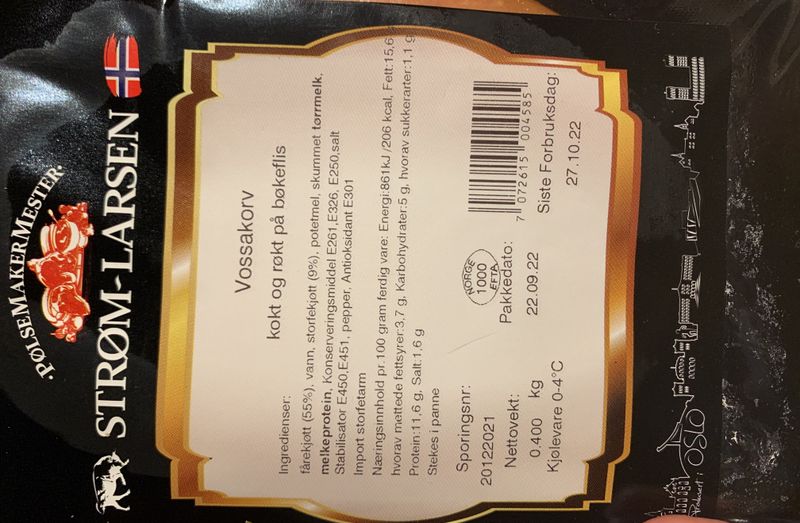 PØLSEMAKERMESTER
STRØM-LARSEN
Vossakorv
kokt og røkt på bøkeflis
Ingredienser:
fårekjøtt (55%), vann, storfekjøtt (9%), potetmel, skummet tørrmelk,
melkeprotein, Konserveringsmiddel E261,E326, E250,salt
Stabilisator E450,E451, pepper, Antioksidant E301
Import storfetarm
Næringsinnhold pr.100 gram ferdig vare: Energi:861kJ /206 kcal, Fett:15,6
hvorav mettede fettsyrer:3,7 g, Karbohydrater:5 g, hvorav sukkerarter:1,1 g
Protein:11,6 g, Salt:1,6 g
Stekes i panne
Sporingsnr:
20122021
Nettovekt:
0.400 kg
Kjølevare 0-4°C
NORGE
1000
EFTA
Pakkedato:
22.09.22
7 072615 004585
Siste Forbruksdag:
27.10.22
Produsert i OSLO